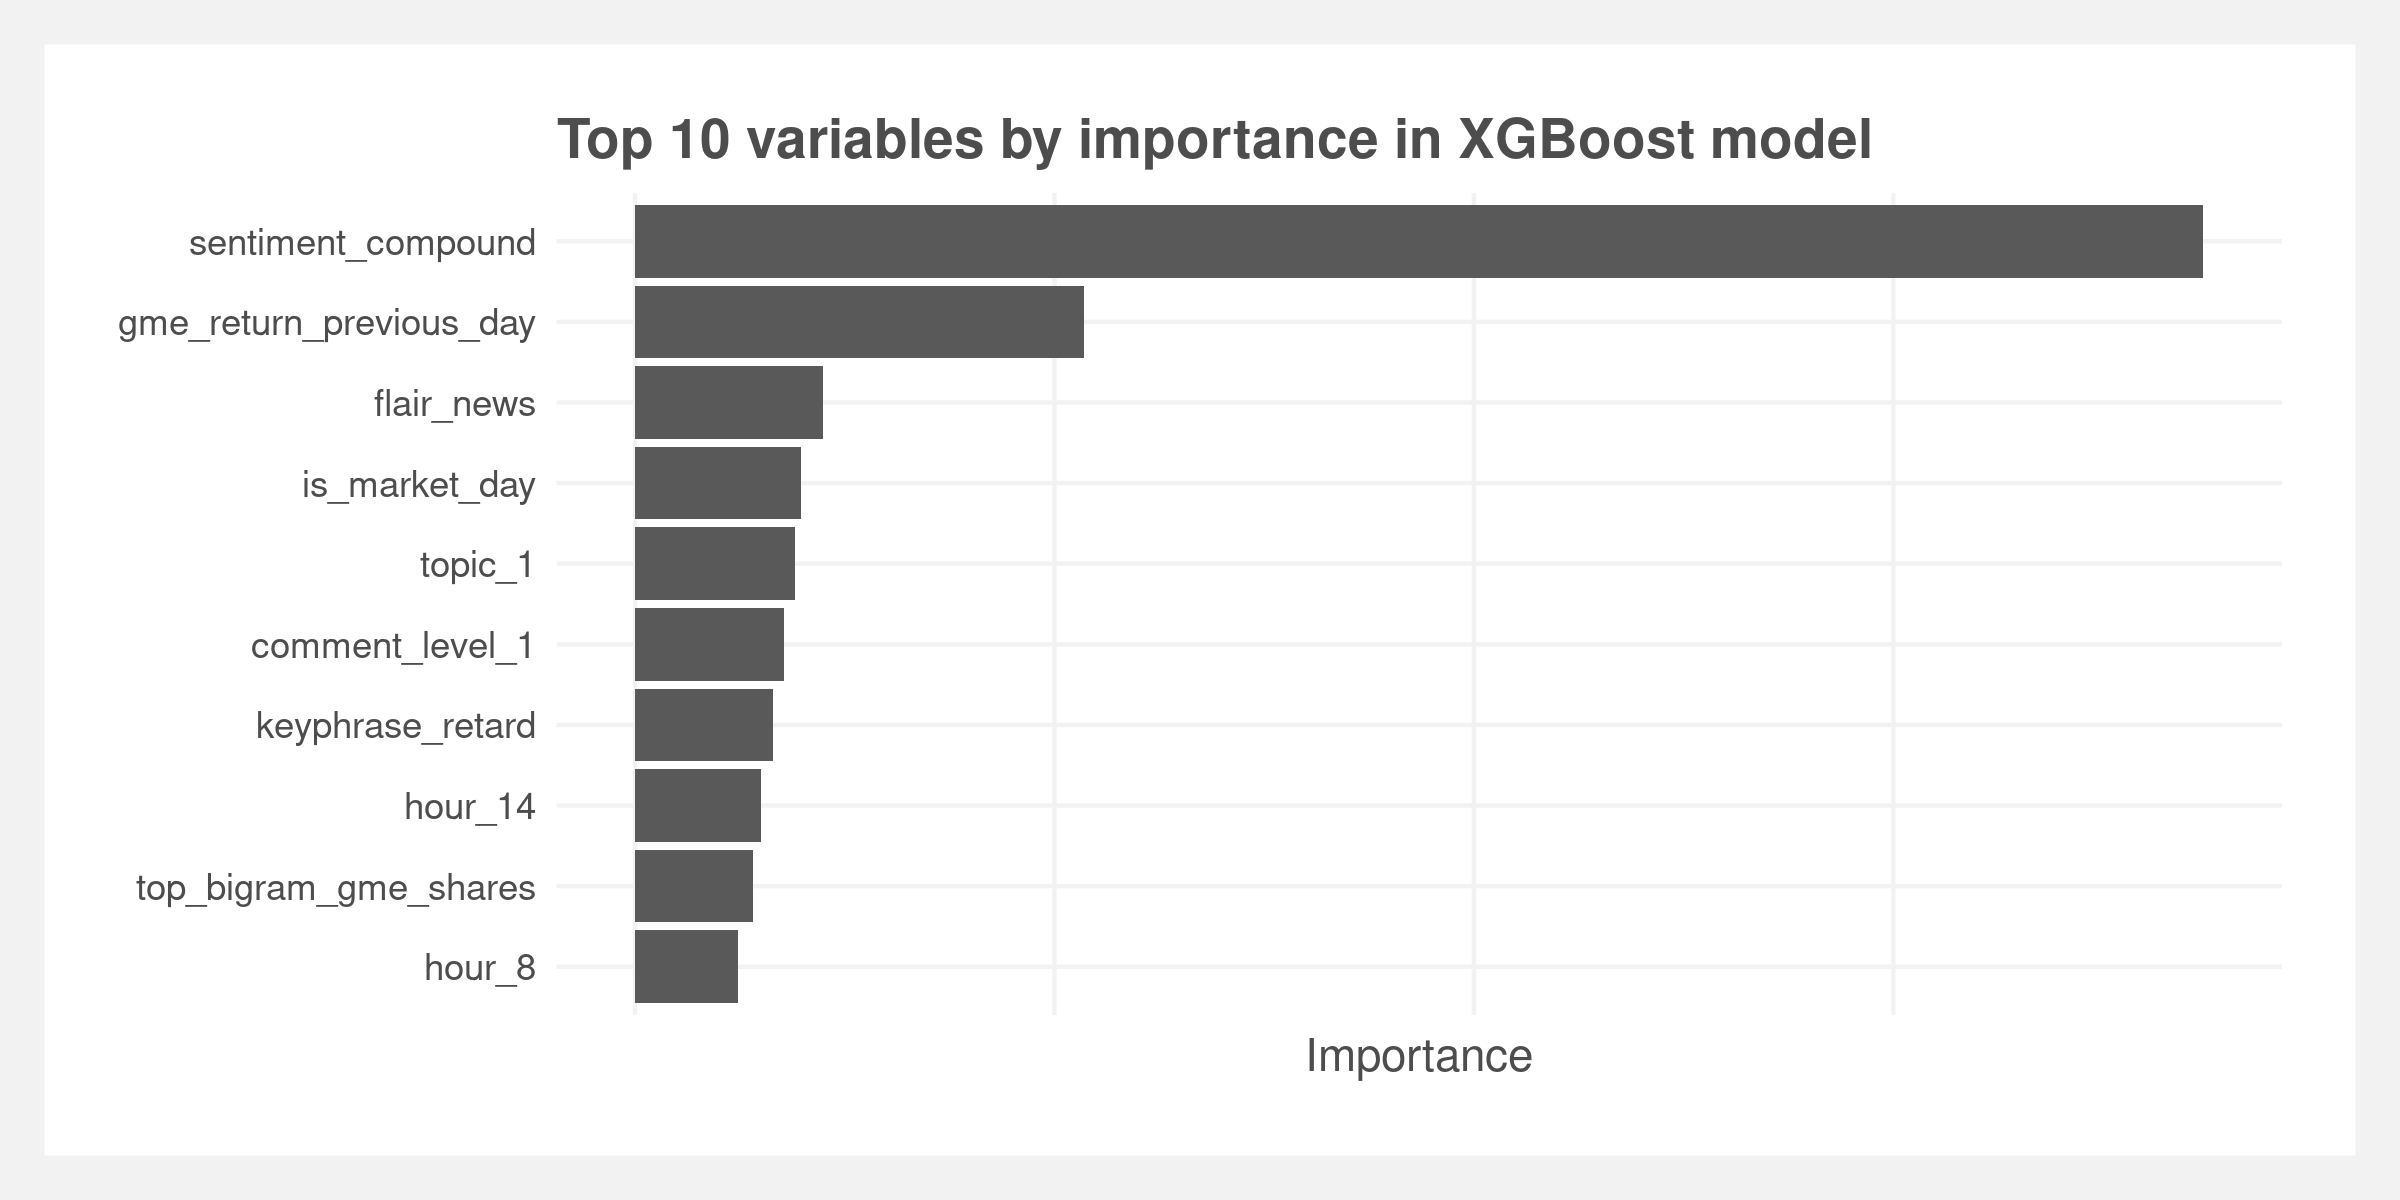 Top 10 variables by importance in XGBoost model
sentiment_compound
gme_return_previous_day
flair_news
is_market_day
topic_1
comment_level_1
keyphrase_retard
hour_14
top_bigram_gme_shares
hour_8
Importance